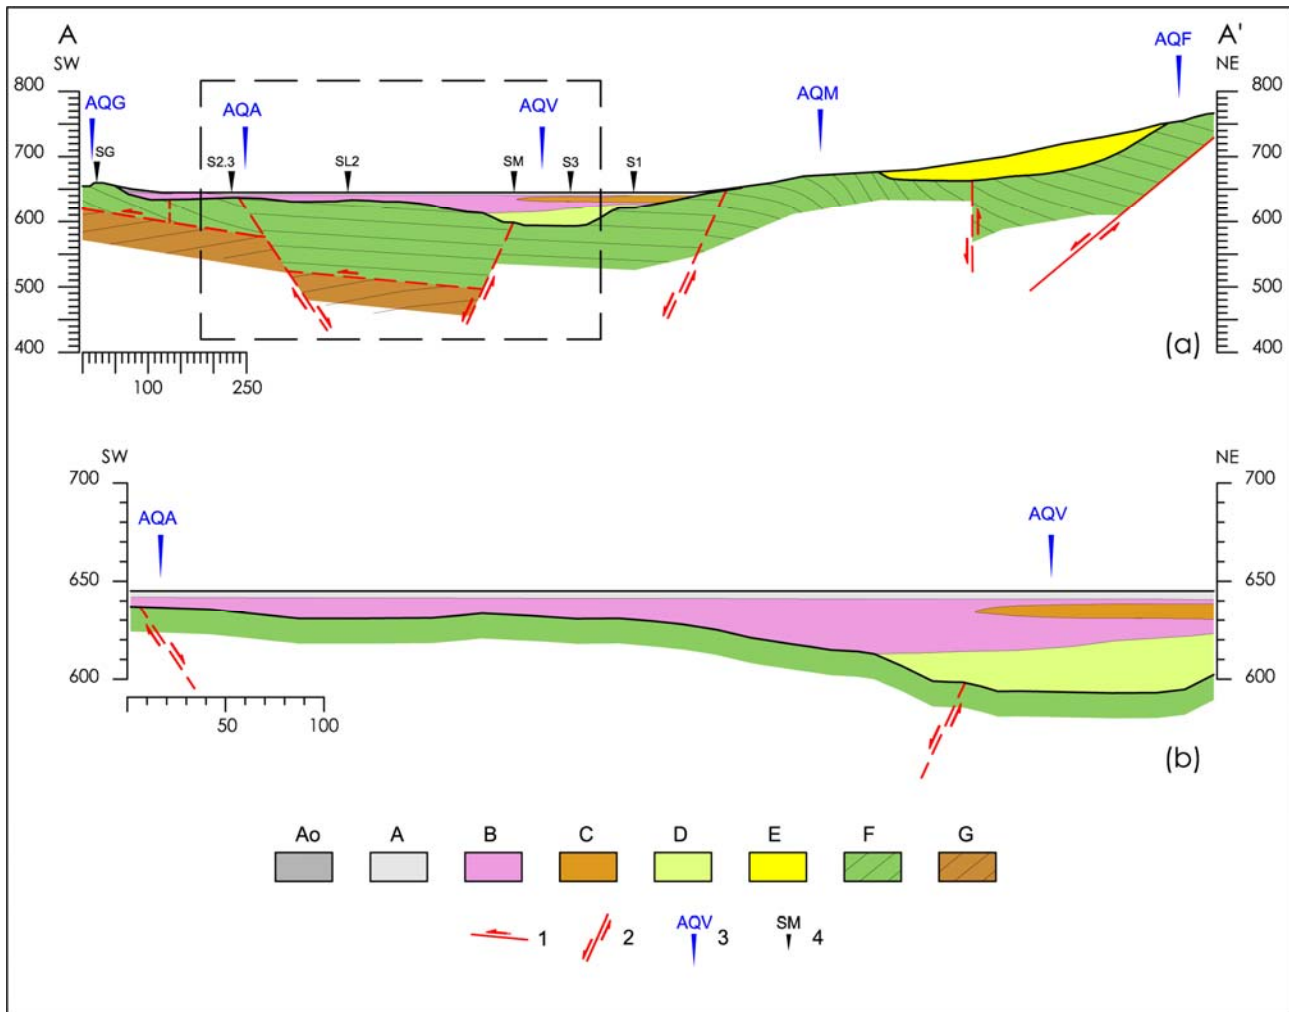 A A'
SW NE
AQF
800 AQG AQA AQV AQM 800
SG S2.3 SL2 SM S3 S1
700 700
600 600
500 500
400 (a) 400
100 250
SW NE
700 700
AQA AQV
650 650
600 600
50 100
(b)
Ao A B C D E F G
1 2 AQV 3 SM 4